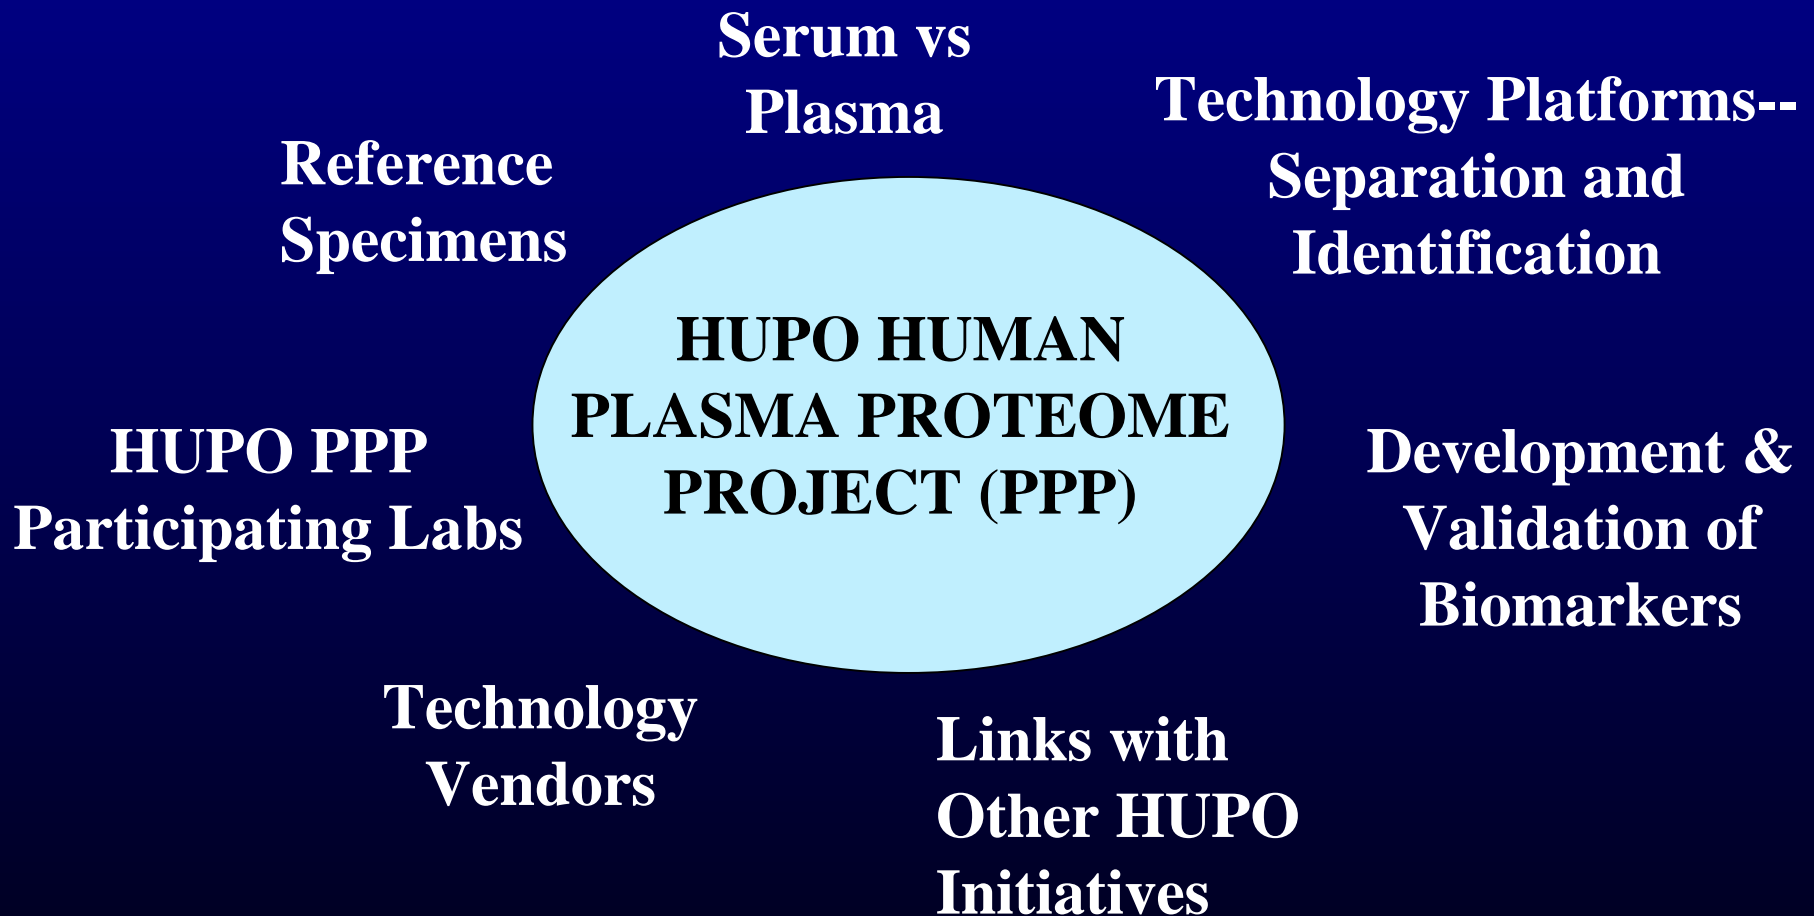 Serum vs
Plasma
Technology Platforms--
Separation and
Identification
Reference
Specimens
HUPO HUMAN
PLASMA PROTEOME
PROJECT (PPP)
HUPO PPP
Participating Labs
Development &
Validation of
Biomarkers
Technology
Vendors
Links with
Other HUPO
Initiatives